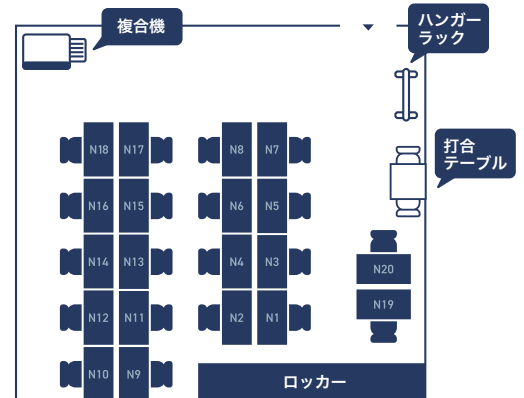 複合機
ハンガー
ラック
打合
テーブル
N18 N17 N8 N7
N16 N15 N6 N5
N14 N13 N4 N3
N20
N12 N11 N2 N1
N19
N10 N9
ロッカー